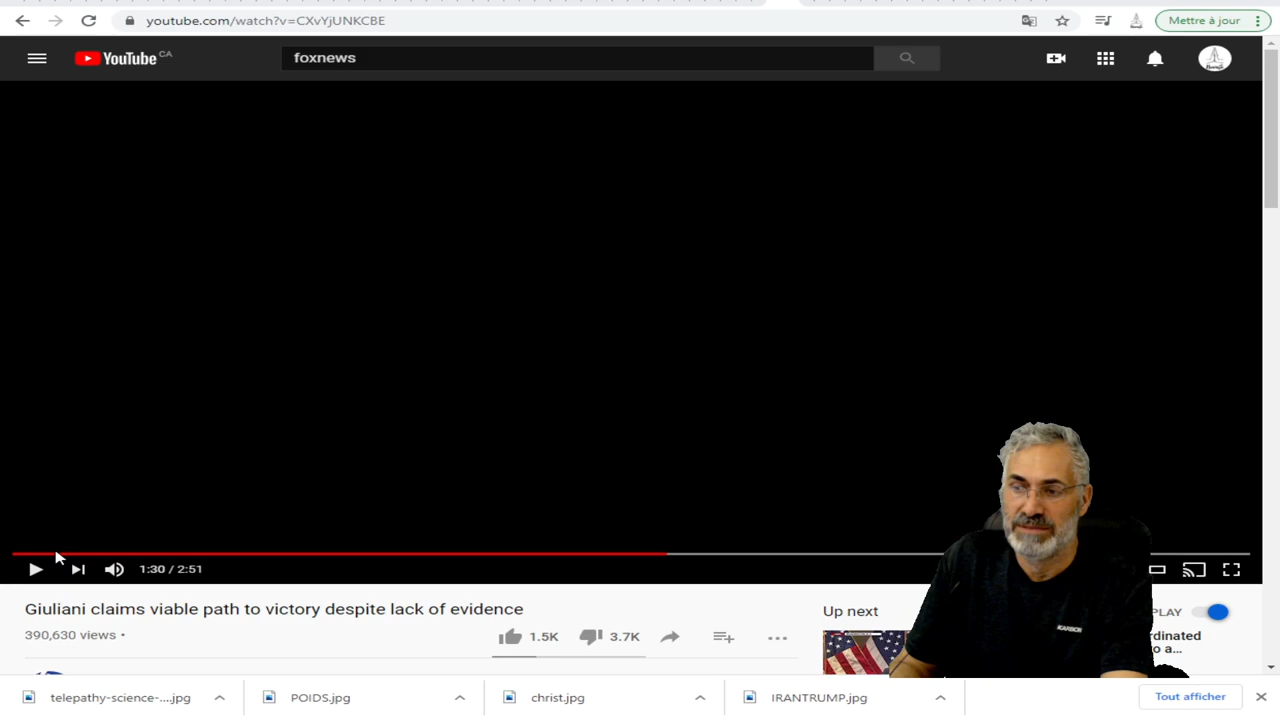 youtube.com/watch?v=CXvYjUNKCBE
Mettre à jour
YouTube CA
foxnews
1:30 / 2:51
Giuliani claims viable path to victory despite lack of evidence
390,630 views •
1.5K
3.7K
Up next
PLAY
rdinated
o a...
telepathy-science-....jpg
POIDS.jpg
christ.jpg
IRANTRUMP.jpg
Tout afficher